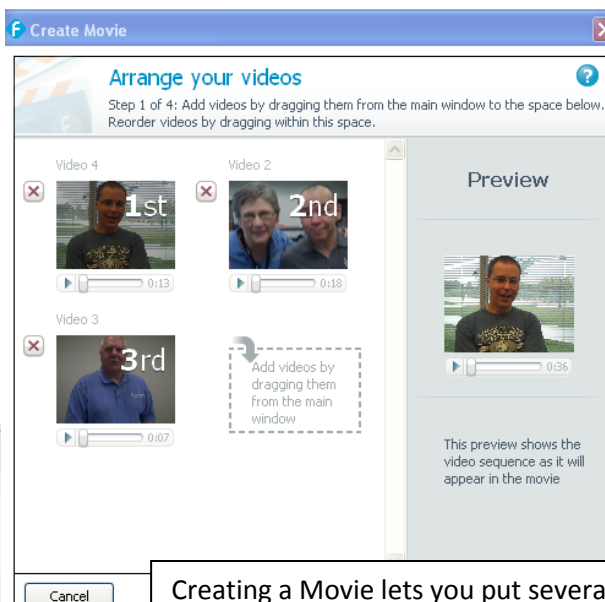 Create Movie
Arrange your videos
Step 1 of 4: Add videos by dragging them from the main window to the space below.
Reorder videos by dragging within this space.
Video 4
Video 2
1st
2nd
0:13
0:18
Video 3
3rd
0:07
Add videos by
dragging them
from the main
window
Preview
0:36
This preview shows the
video sequence as it will
appear in the movie
Cancel
Creating a Movie lets you put severa